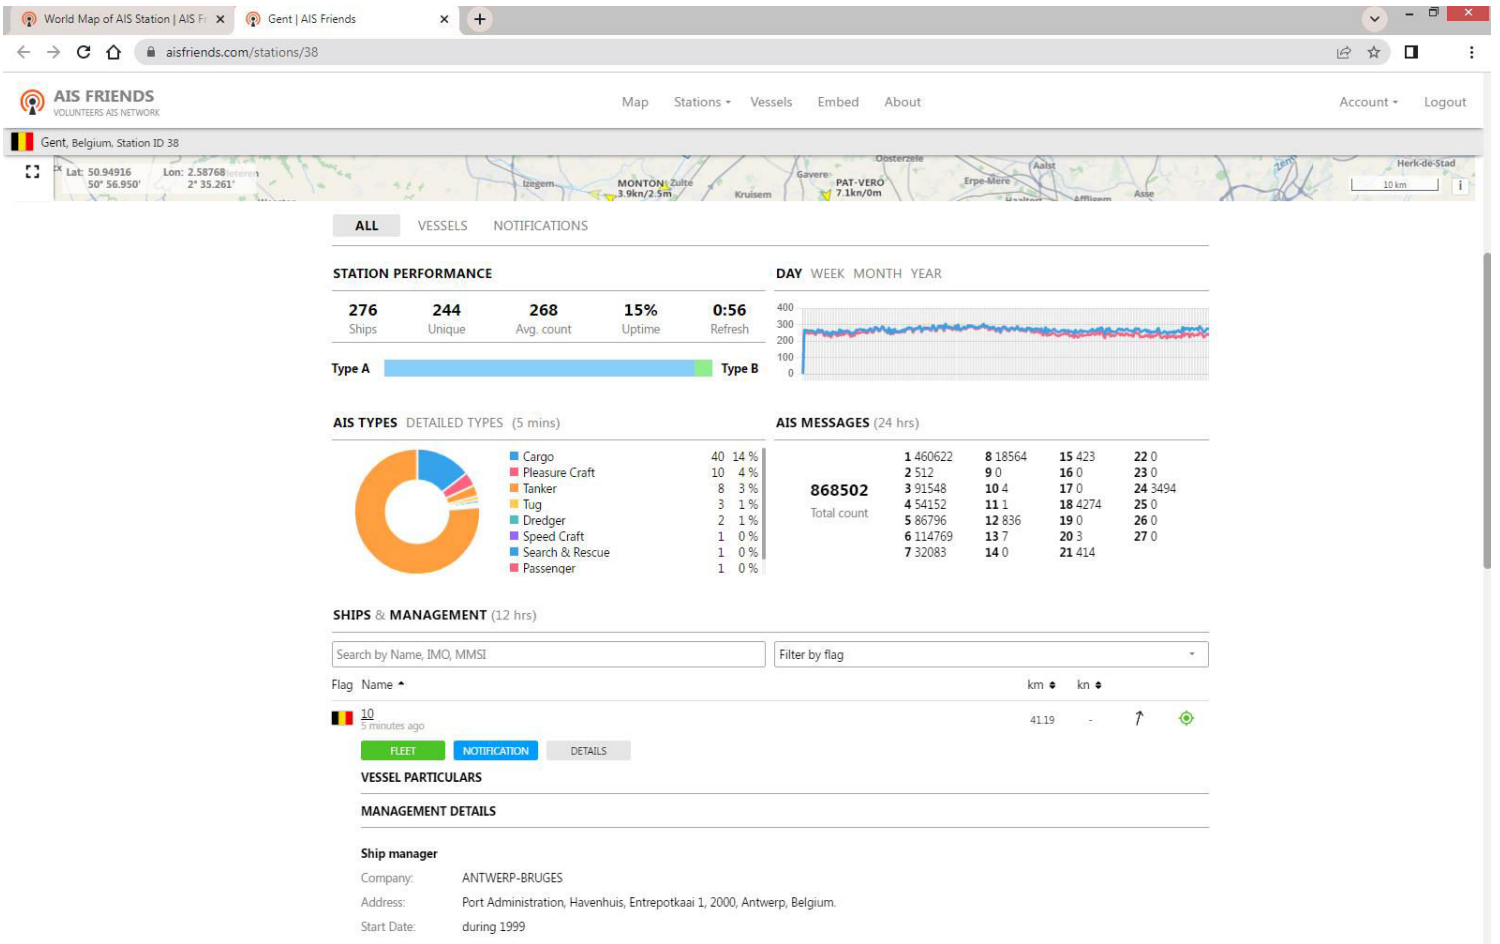 World Map of AIS Station | AIS Fr
Gent | AIS Friends
aisfriends.com/stations/38
AIS FRIENDS
VOLUNTEERS AIS NETWORK
Map Stations Vessels Embed About
Account Logout
Gent, Belgium. Station ID 38
Lat: 50.94916 Lon: 2.58768
50° 56.950' 2° 35.261'
Izegem
MONTON Zulte
3.9kn/2.5m
Kruisem
Gavere
Oosterzele
PAT-VERO
7.1kn/0m
Erpe-Mere
Aalst
Affligem
Asse
Herk-de-Stad
10 km
i
ALL VESSELS NOTIFICATIONS
STATION PERFORMANCE
276 244 268 15% 0:56
Ships Unique Avg. count Uptime Refresh
Type A Type B
DAY WEEK MONTH YEAR
400
300
200
100
0
AIS TYPES DETAILED TYPES (5 mins)
Cargo 40 14 %
Pleasure Craft 10 4 %
Tanker 8 3 %
Tug 3 1 %
Dredger 2 1 %
Speed Craft 1 0 %
Search & Rescue 1 0 %
Passenger 1 0 %
AIS MESSAGES (24 hrs)
868502
Total count
1 460622 8 18564 15 423 22 0
2 512 9 0 16 0 23 0
3 91548 10 4 17 0 24 3494
4 54152 11 1 18 4274 25 0
5 86796 12 836 19 0 26 0
6 114769 13 7 20 3 27 0
7 32083 14 0 21 414
SHIPS & MANAGEMENT (12 hrs)
Search by Name, IMO, MMSI
Filter by flag
Flag Name km kn
10 41.19 -
5 minutes ago
FLEET NOTIFICATION DETAILS
VESSEL PARTICULARS
MANAGEMENT DETAILS
Ship manager
Company: ANTWERP-BRUGES
Address: Port Administration, Havenhuis, Entrepotkaai 1, 2000, Antwerp, Belgium.
Start Date: during 1999